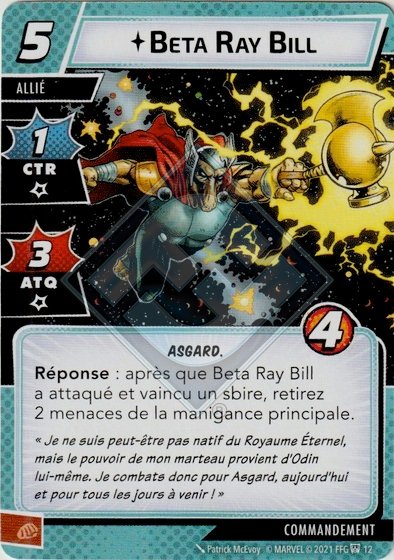 5
BETA RAY BILL
ALLIÉ
1
CTR
3
ATQ
4
ASGARD.
Réponse : après que Beta Ray Bill
a attaqué et vaincu un sbire, retirez
2 menaces de la manigance principale.
« Je ne suis peut-être pas natif du Royaume Éternel,
mais le pouvoir de mon marteau provient d'Odin
lui-même. Je combats donc pour Asgard, aujourd'hui
et pour tous les jours à venir ! »
COMMANDEMENT
Patrick McEvoy © MARVEL © 2021 FFG 12